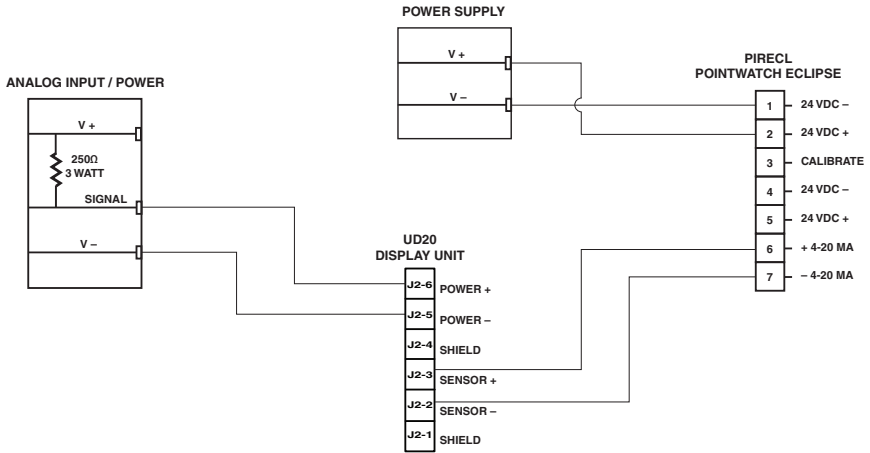 POWER SUPPLY
V +
V –
ANALOG INPUT / POWER
V +
250Ω
3 WATT
SIGNAL
V –
UD20
DISPLAY UNIT
J2-6 POWER +
J2-5 POWER –
J2-4 SHIELD
J2-3 SENSOR +
J2-2 SENSOR –
J2-1 SHIELD
PIRECL
POINTWATCH ECLIPSE
1 24 VDC –
2 24 VDC +
3 CALIBRATE
4 24 VDC –
5 24 VDC +
6 + 4-20 MA
7 – 4-20 MA